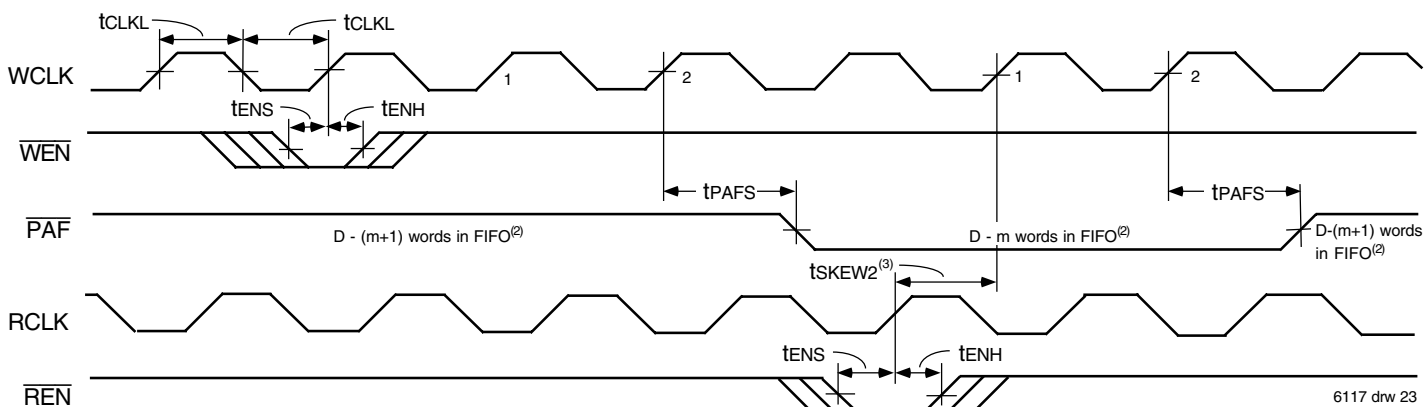 tCLKL tCLKL
WCLK 1 2 1 2
tENS tENH
WEN
tPAFS tPAFS
PAF D - (m+1) words in FIFO(2) D - m words in FIFO(2) D-(m+1) words
in FIFO(2)
tSKEW2(3)
RCLK
tENS tENH
REN
6117 drw 23